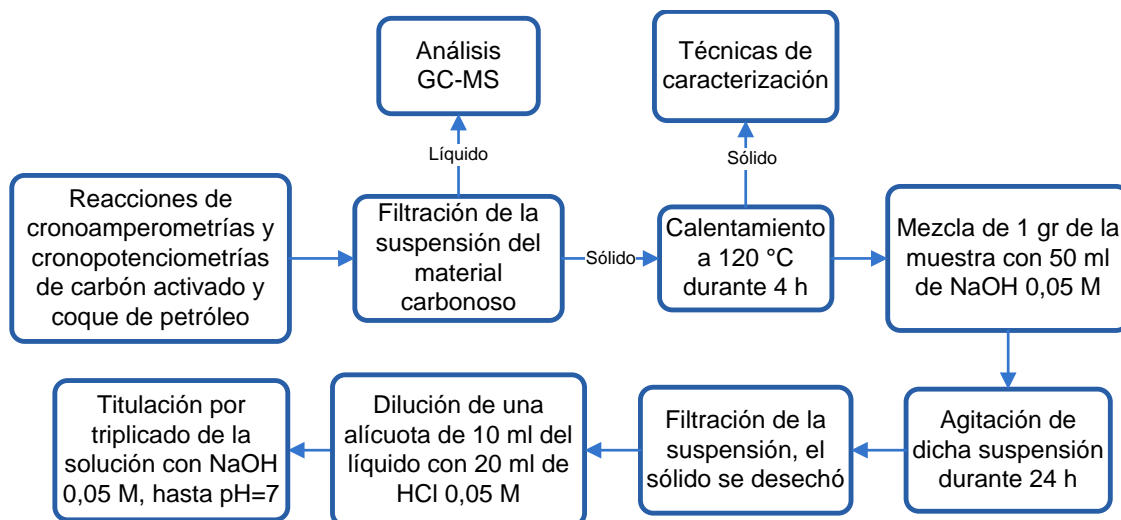 Análisis
GC-MS
Técnicas de
caracterización
Líquido
Sólido
Reacciones de
cronoamperometrías y
cronopotenciometrías
de carbón activado y
coque de petróleo
Filtración de la
suspensión del
material
carbonoso
Sólido
Calentamiento
a 120 °C
durante 4 h
Mezcla de 1 gr de la
muestra con 50 ml
de NaOH 0,05 M
Agitación de
dicha suspensión
durante 24 h
Filtración de la
suspensión, el
sólido se desechó
Dilución de una
alícuota de 10 ml del
líquido con 20 ml de
HCl 0,05 M
Titulación por
triplicado de la
solución con NaOH
0,05 M, hasta pH=7